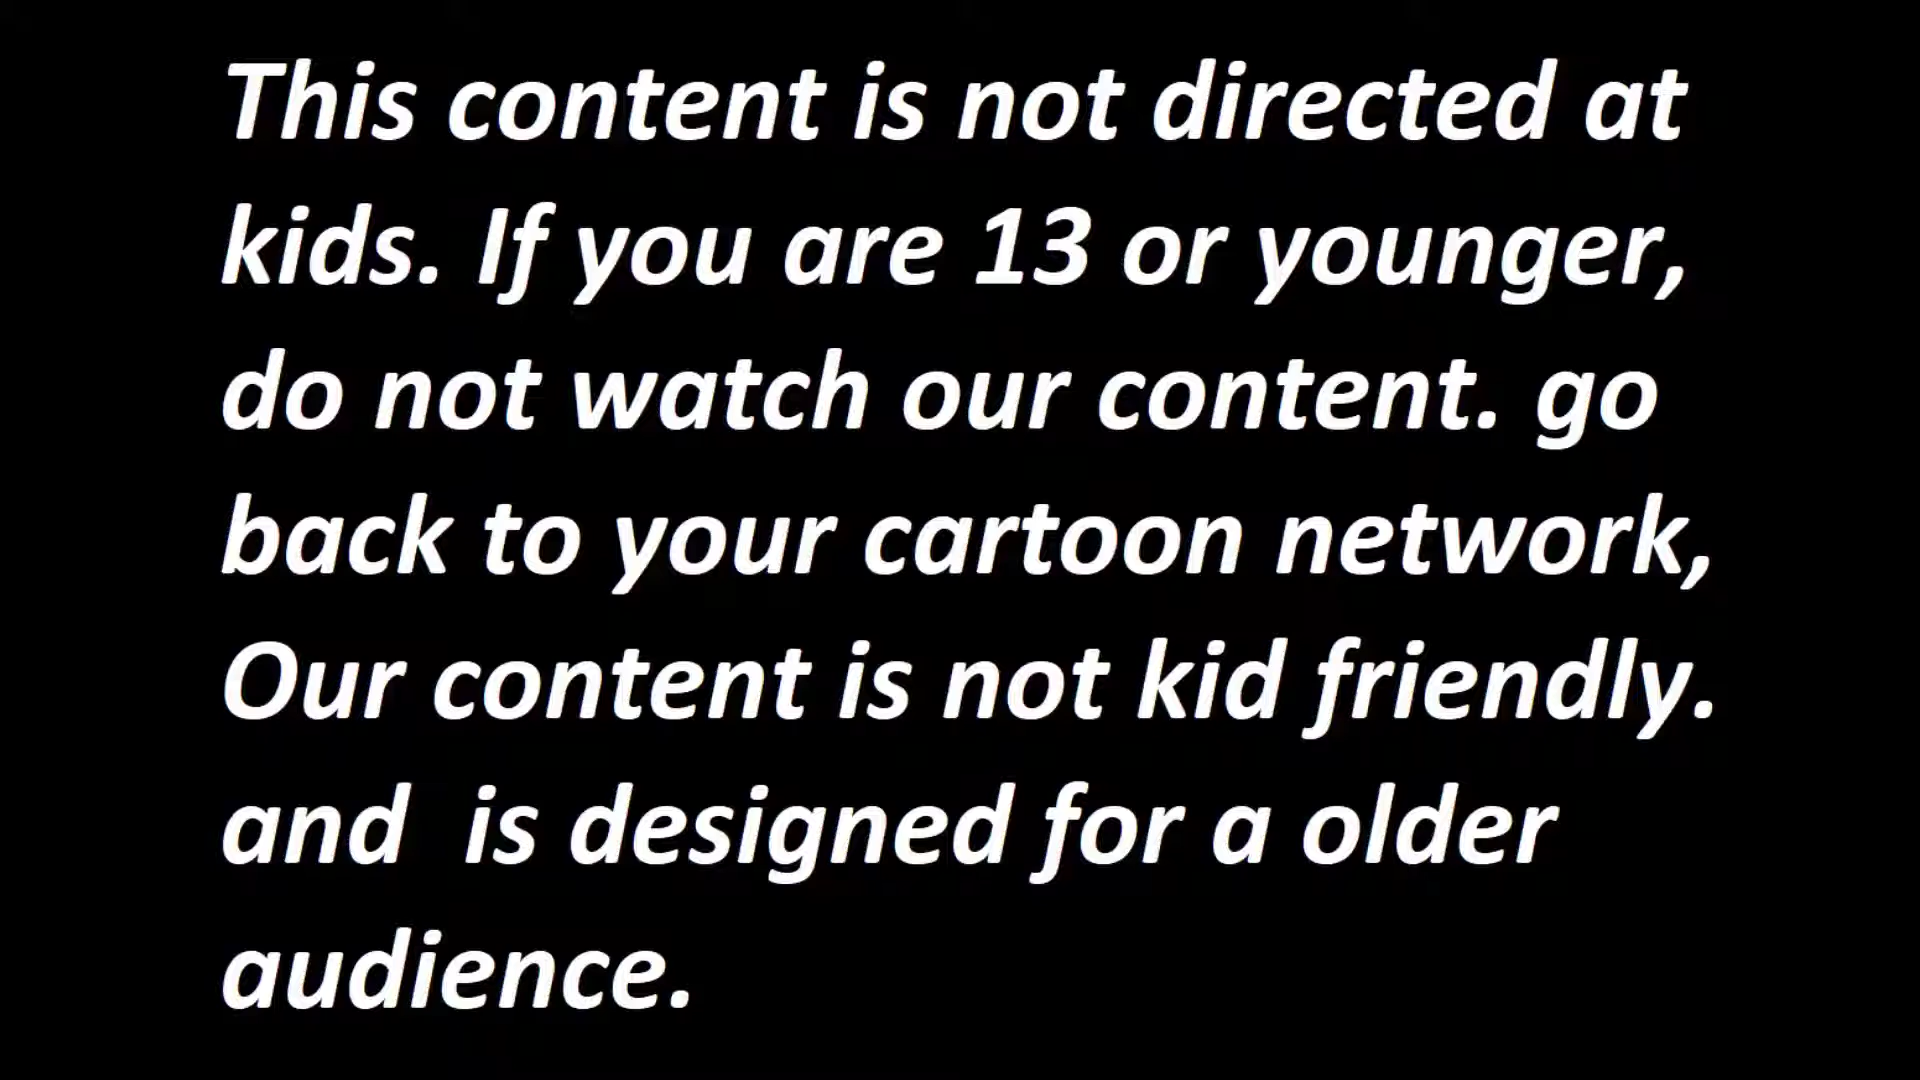 This content is not directed at
kids. If you are 13 or younger,
do not watch our content. go
back to your cartoon network,
Our content is not kid friendly.
and  is designed for a older
audience.